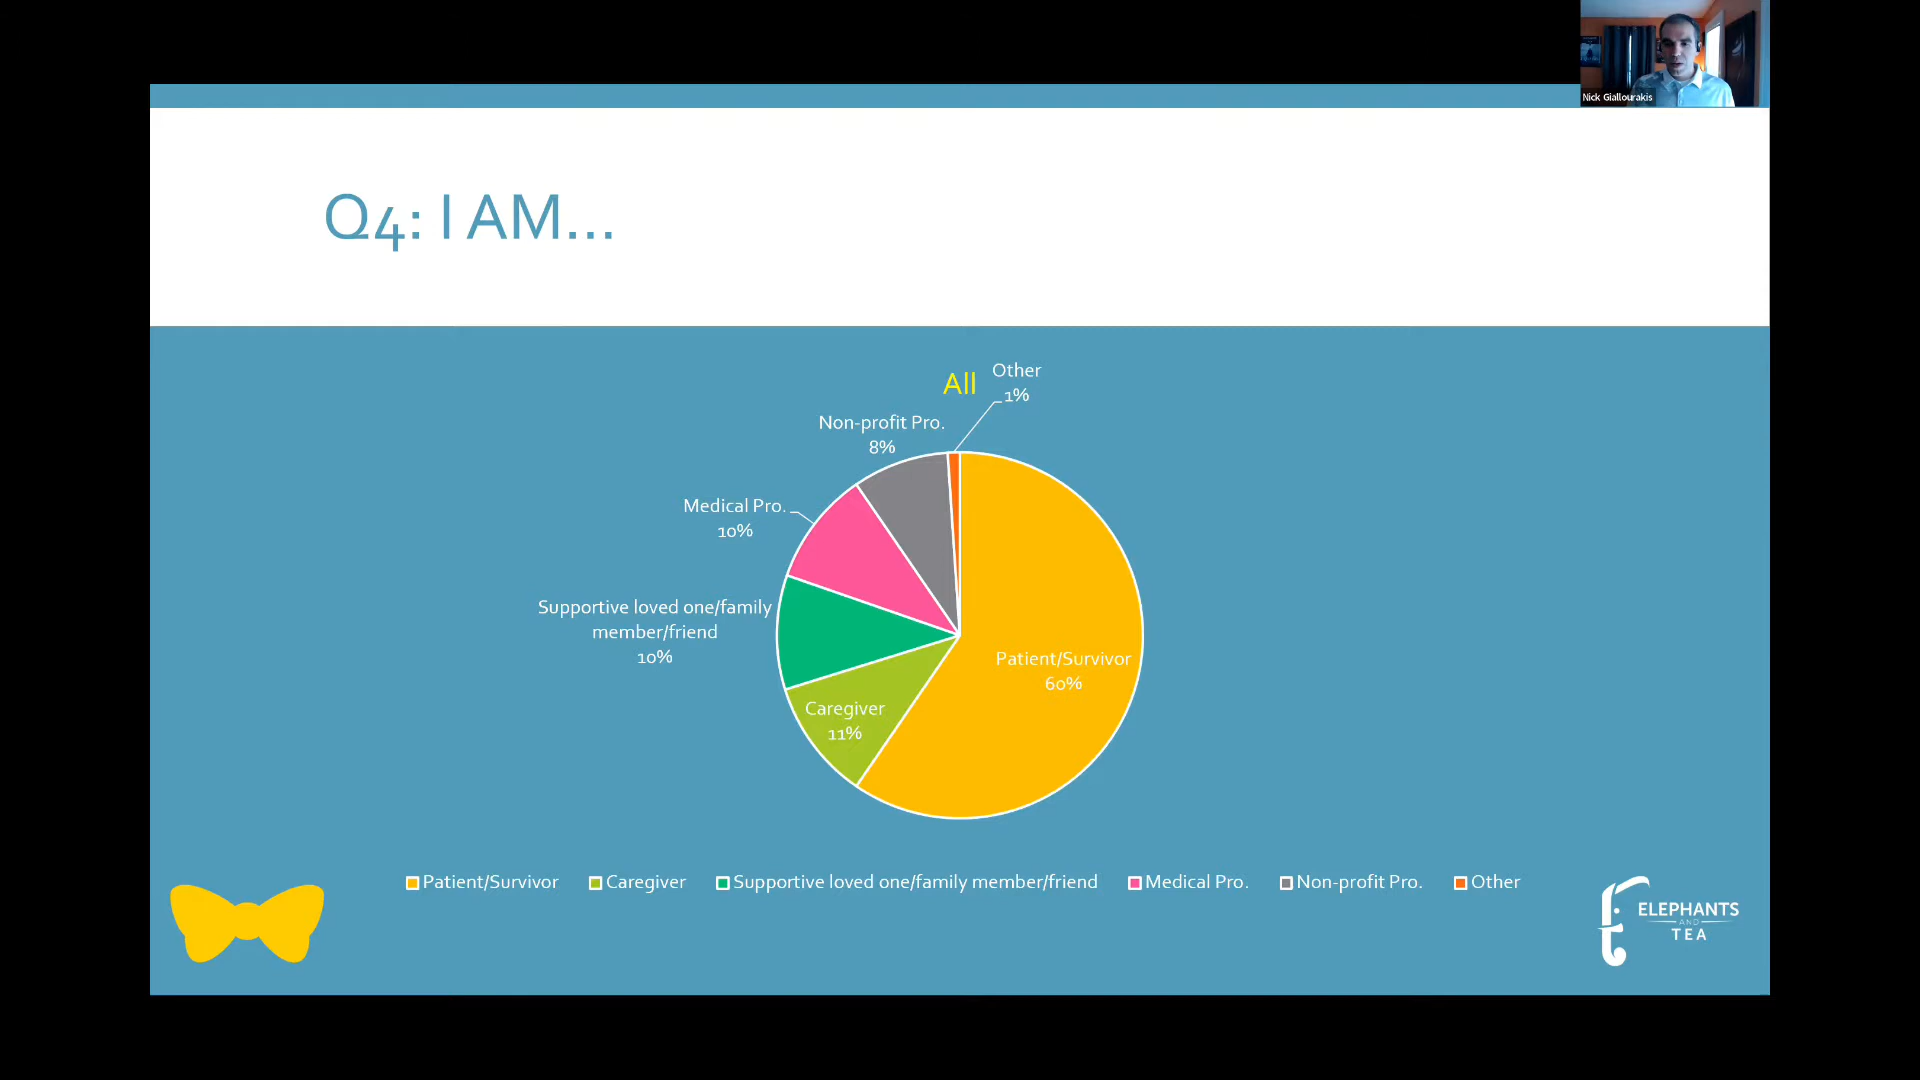 Nick Giallourakis
Q4: I AM...
All
Other
1%
Non-profit Pro.
8%
Medical Pro.
10%
Supportive loved one/family
member/friend
10%
Patient/Survivor
60%
Caregiver
11%
Patient/Survivor Caregiver Supportive loved one/family member/friend Medical Pro. Non-profit Pro. Other
ELEPHANTS
AND
TEA